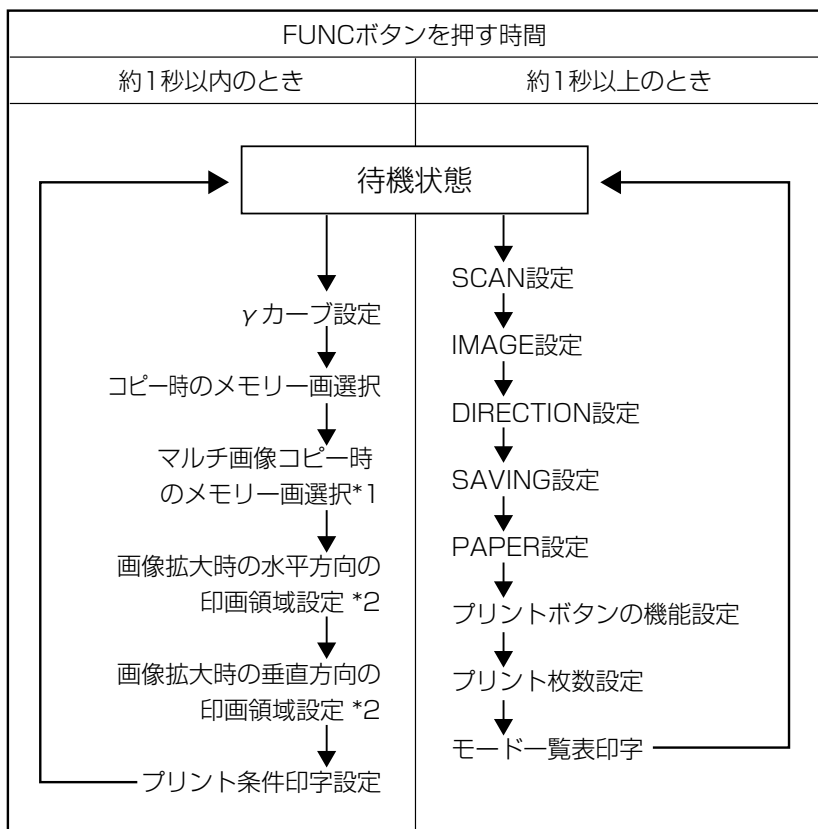 FUNCボタンを押す時間
約1秒以内のとき
約1秒以上のとき
待機状態
γカーブ設定
コピー時のメモリー画選択
マルチ画像コピー時
のメモリー画選択*1
画像拡大時の水平方向の
印画領域設定 *2
画像拡大時の垂直方向の
印画領域設定 *2
プリント条件印字設定
SCAN設定
IMAGE設定
DIRECTION設定
SAVING設定
PAPER設定
プリントボタンの機能設定
プリント枚数設定
モード一覧表印字